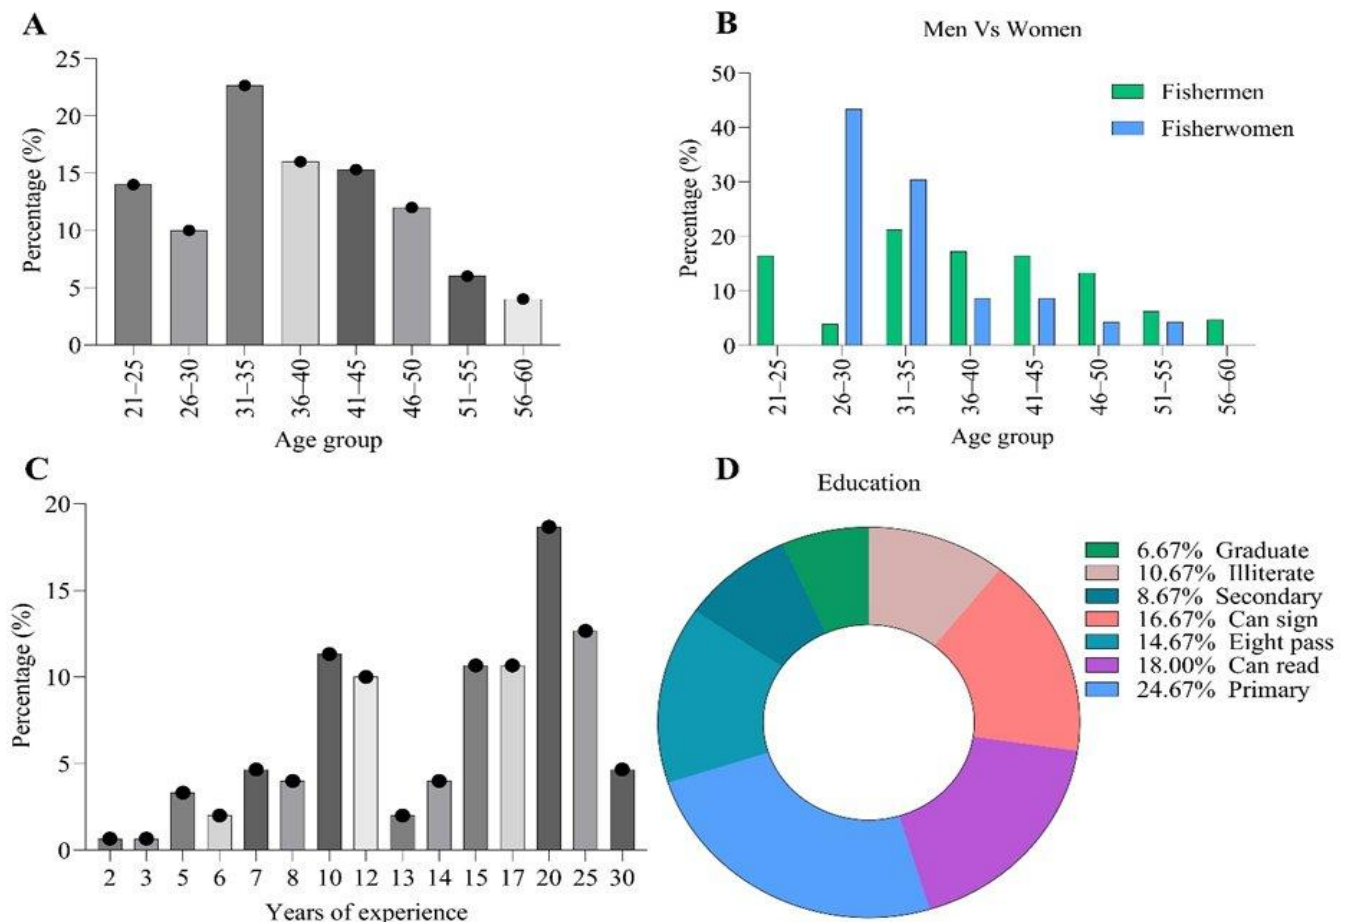 A
25
20
15
10
5
0
Percentage (%)
21–25
26–30
31–35
36–40
41–45
46–50
51–55
56–60
Age group
B
Men Vs Women
50
40
30
20
10
0
Percentage (%)
Fishermen
Fisherwomen
21–25
26–30
31–35
36–40
41–45
46–50
51–55
56–60
Age group
C
20
15
10
5
0
Percentage (%)
2 3 5 6 7 8 10 12 13 14 15 17 20 25 30
Years of experience
D
Education
6.67% Graduate
10.67% Illiterate
8.67% Secondary
16.67% Can sign
14.67% Eight pass
18.00% Can read
24.67% Primary